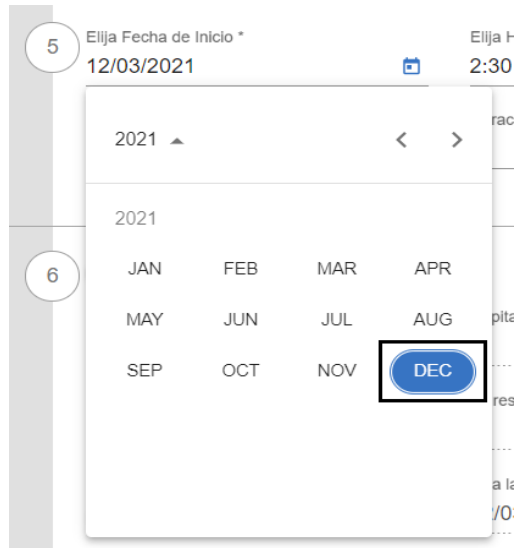 5 Elija Fecha de Inicio *
12/03/2021
2:30
2021
2021
JAN FEB MAR APR
MAY JUN JUL AUG
SEP OCT NOV DEC
6